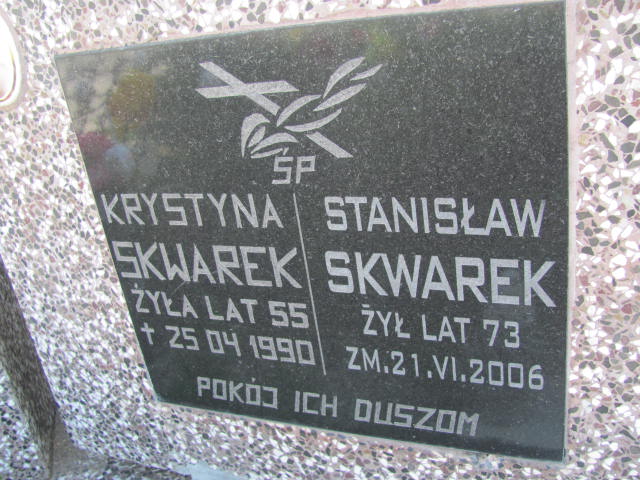 ŚP
KRYSTYNA
SKWAREK
ŻYŁA LAT 55
✝ 25 04 1990
STANISŁAW
SKWAREK
ŻYŁ LAT 73
ZM. 21. VI. 2006
POKÓJ ICH DUSZOM